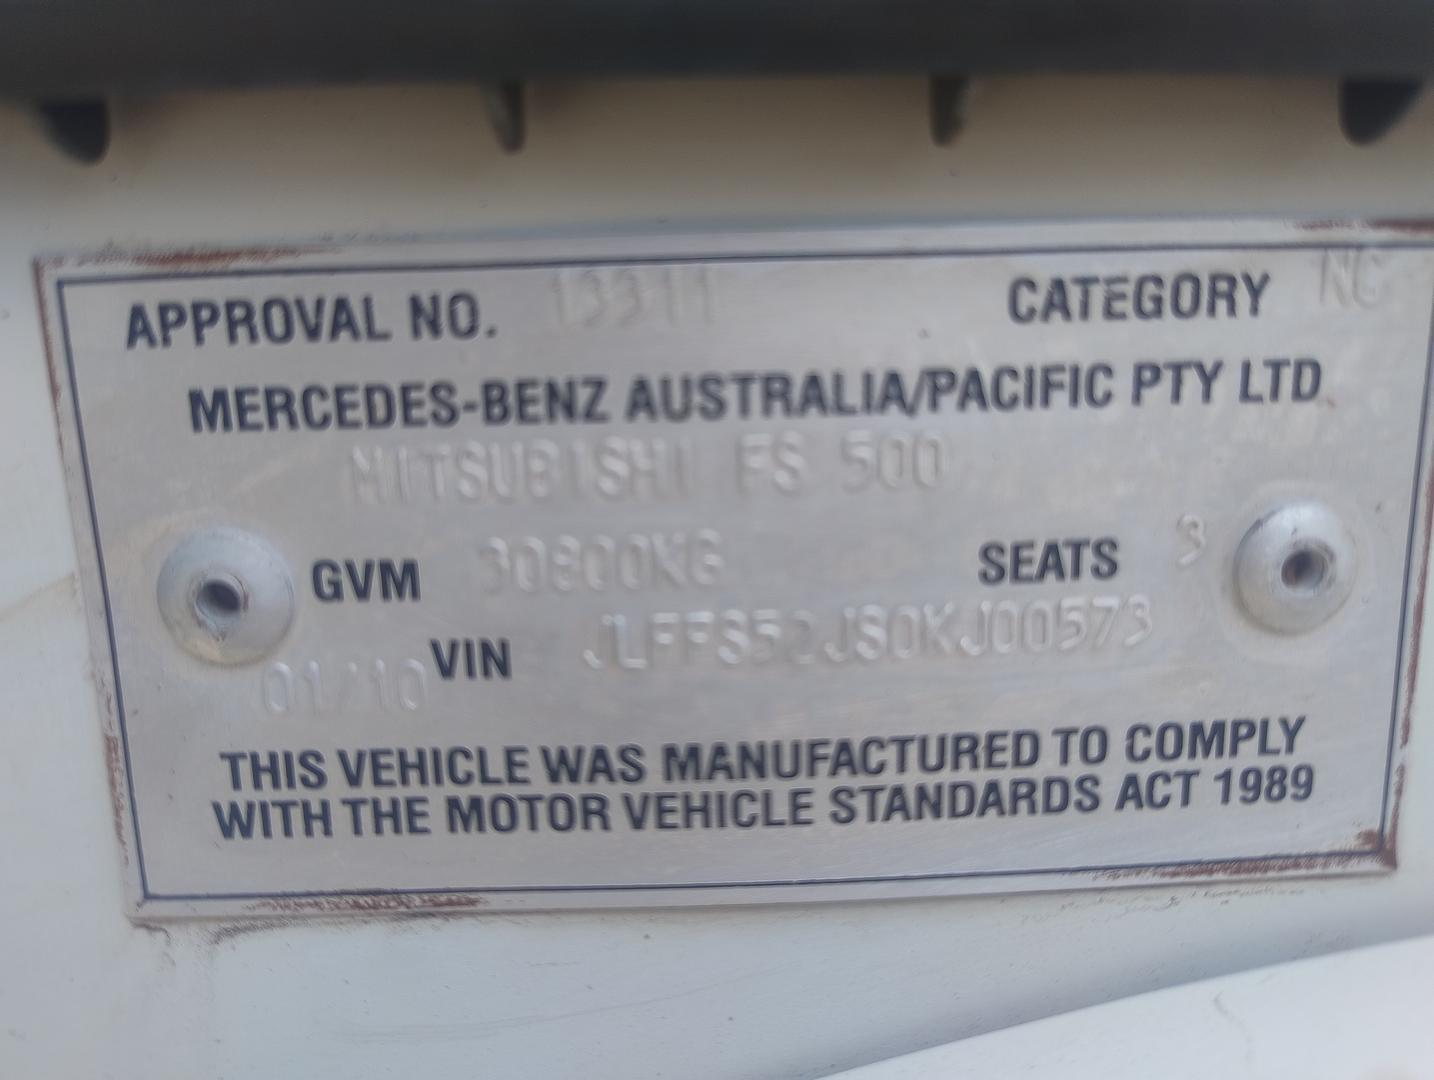 APPROVAL NO. 13311 CATEGORY NC
MERCEDES-BENZ AUSTRALIA/PACIFIC PTY LTD
MITSUBISHI FS 500
GVM 30800KG SEATS 3
01/10 VIN JLFFS52JS0KJ00573
THIS VEHICLE WAS MANUFACTURED TO COMPLY
WITH THE MOTOR VEHICLE STANDARDS ACT 1989